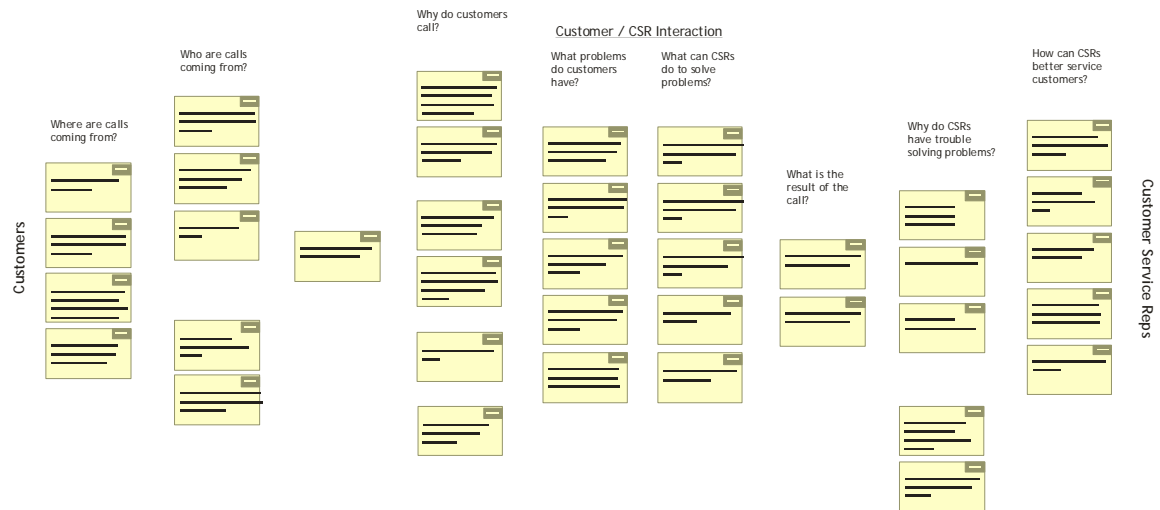 Why do customers
call?
Customer / CSR Interaction
Who are calls
coming from?
What problems
do customers
have?
What can CSRs
do to solve
problems?
How can CSRs
better service
customers?
Where are calls
coming from?
Why do CSRs
have trouble
solving problems?
What is the
result of the
call?
Customers
Customer Service Reps